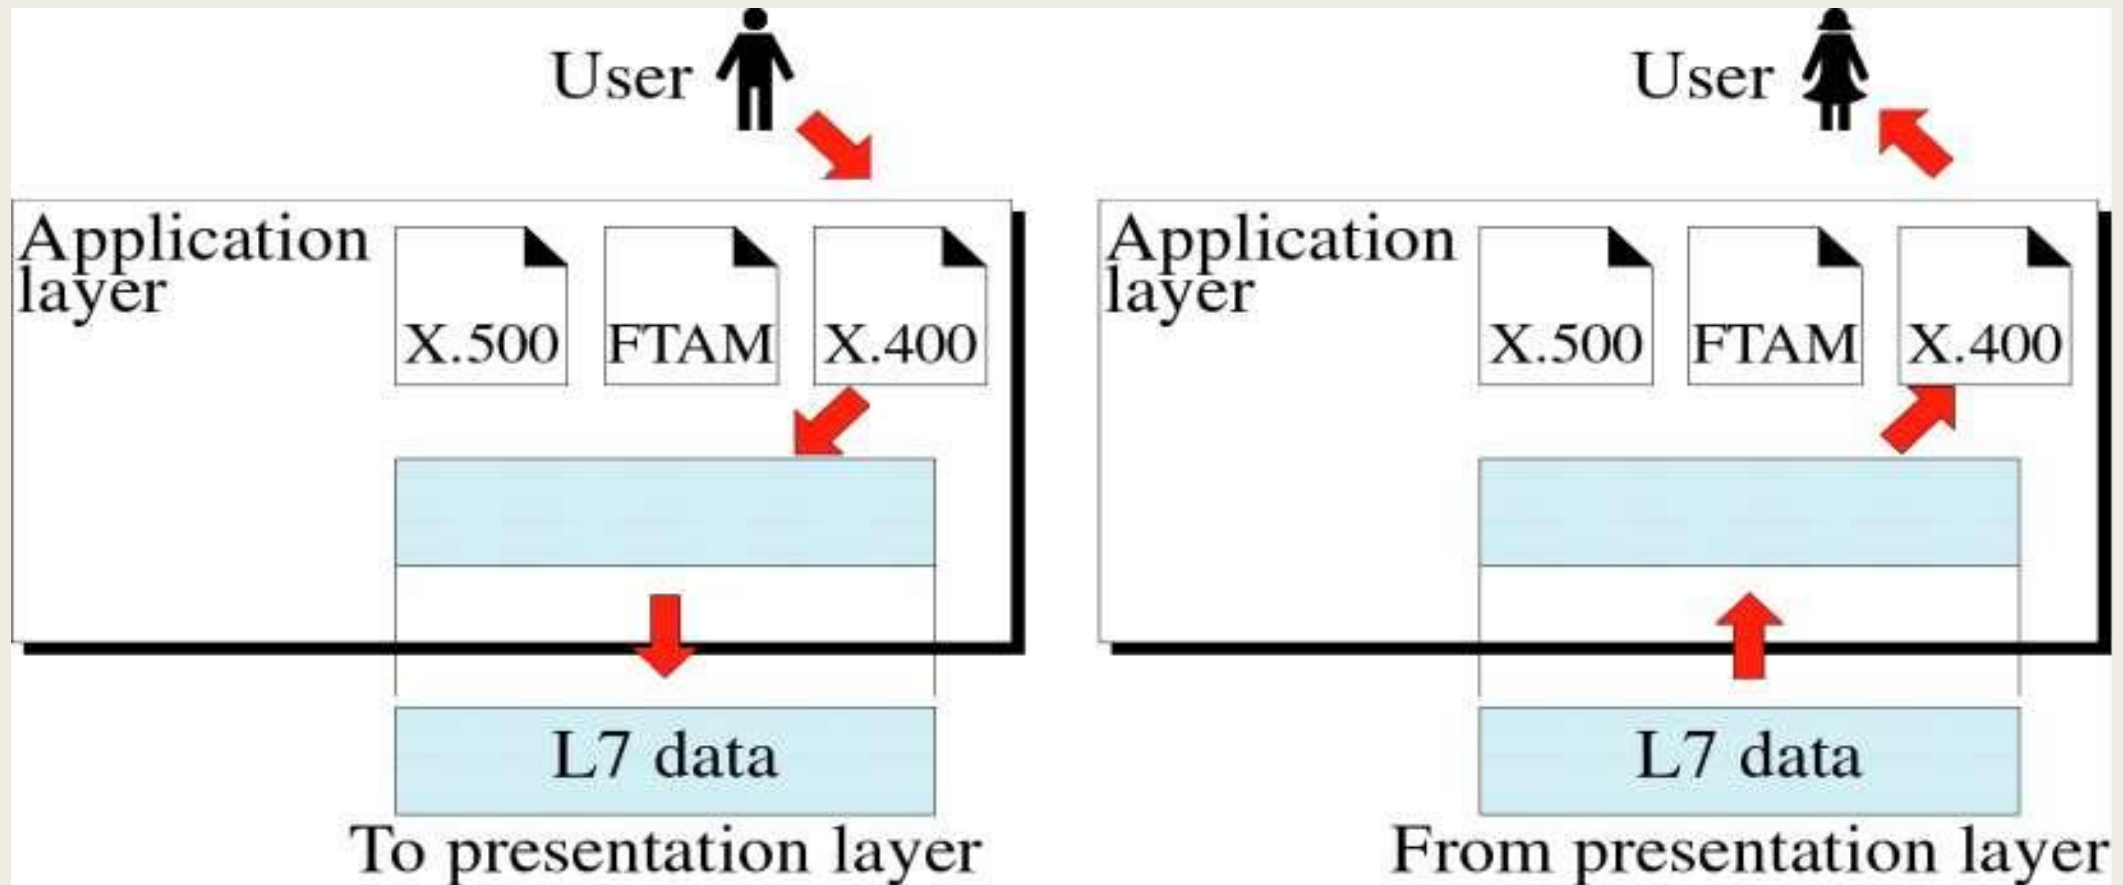 User
Application
layer
X.500
FTAM
X.400
L7 data
To presentation layer
User
Application
layer
X.500
FTAM
X.400
L7 data
From presentation layer